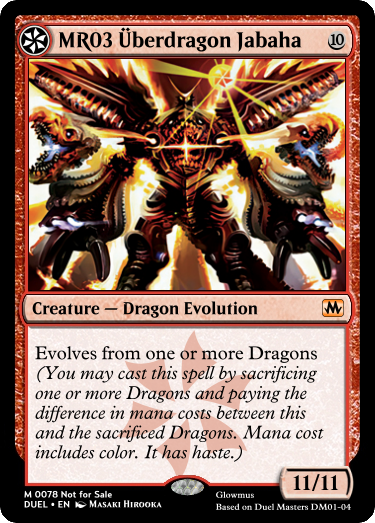 MR03 Überdragon Jabaha
10
Creature — Dragon Evolution
M
Evolves from one or more Dragons
(You may cast this spell by sacrificing
one or more Dragons and paying the
difference in mana costs between this
and the sacrificed Dragons. Mana cost
includes color. It has haste.)
11/11
M 0078 Not for Sale
DUEL • EN Masaki Hirooka
Glowmus
Based on Duel Masters DM01-04